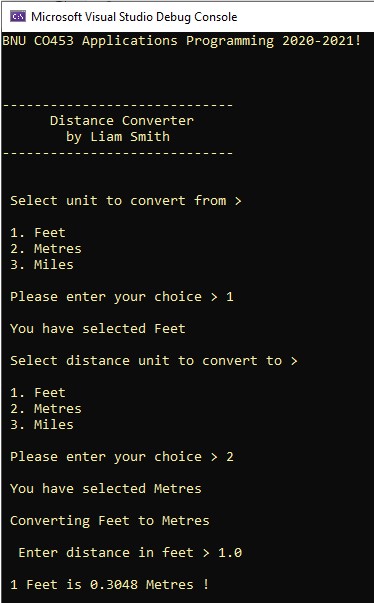 Microsoft Visual Studio Debug Console
BNU CO453 Applications Programming 2020-2021!
-----------------------------
Distance Converter
by Liam Smith
-----------------------------
Select unit to convert from >
1. Feet
2. Metres
3. Miles
Please enter your choice > 1
You have selected Feet
Select distance unit to convert to >
1. Feet
2. Metres
3. Miles
Please enter your choice > 2
You have selected Metres
Converting Feet to Metres
Enter distance in feet > 1.0
1 Feet is 0.3048 Metres !